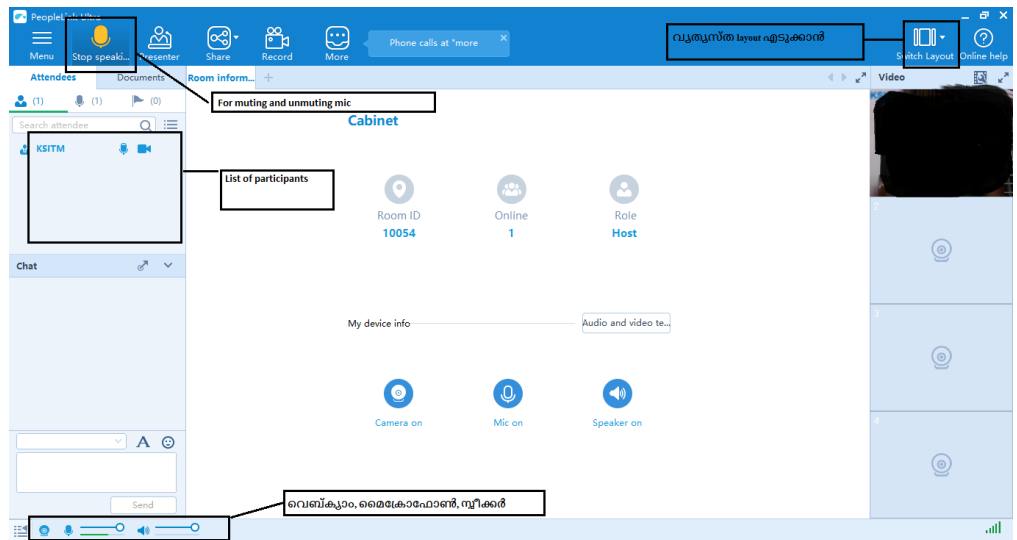 PeopleLink Ultra
Menu
Stop speaki...
Presenter
Share
Record
More
Phone calls at "more
വ്യത്യസ്ത layout എടുക്കാൻ
Switch Layout
Online help
Attendees
Documents
Room inform...
Video
(1)
(1)
(0)
For muting and unmuting mic
Search attendee
Cabinet
KSITM
List of participants
Room ID
Online
Role
10054
1
Host
2
Chat
My device info
Audio and video te...
3
Camera on
Mic on
Speaker on
4
A
Send
വെബ്ക്യാം, മൈക്രോഫോൺ, സ്പീക്കർ